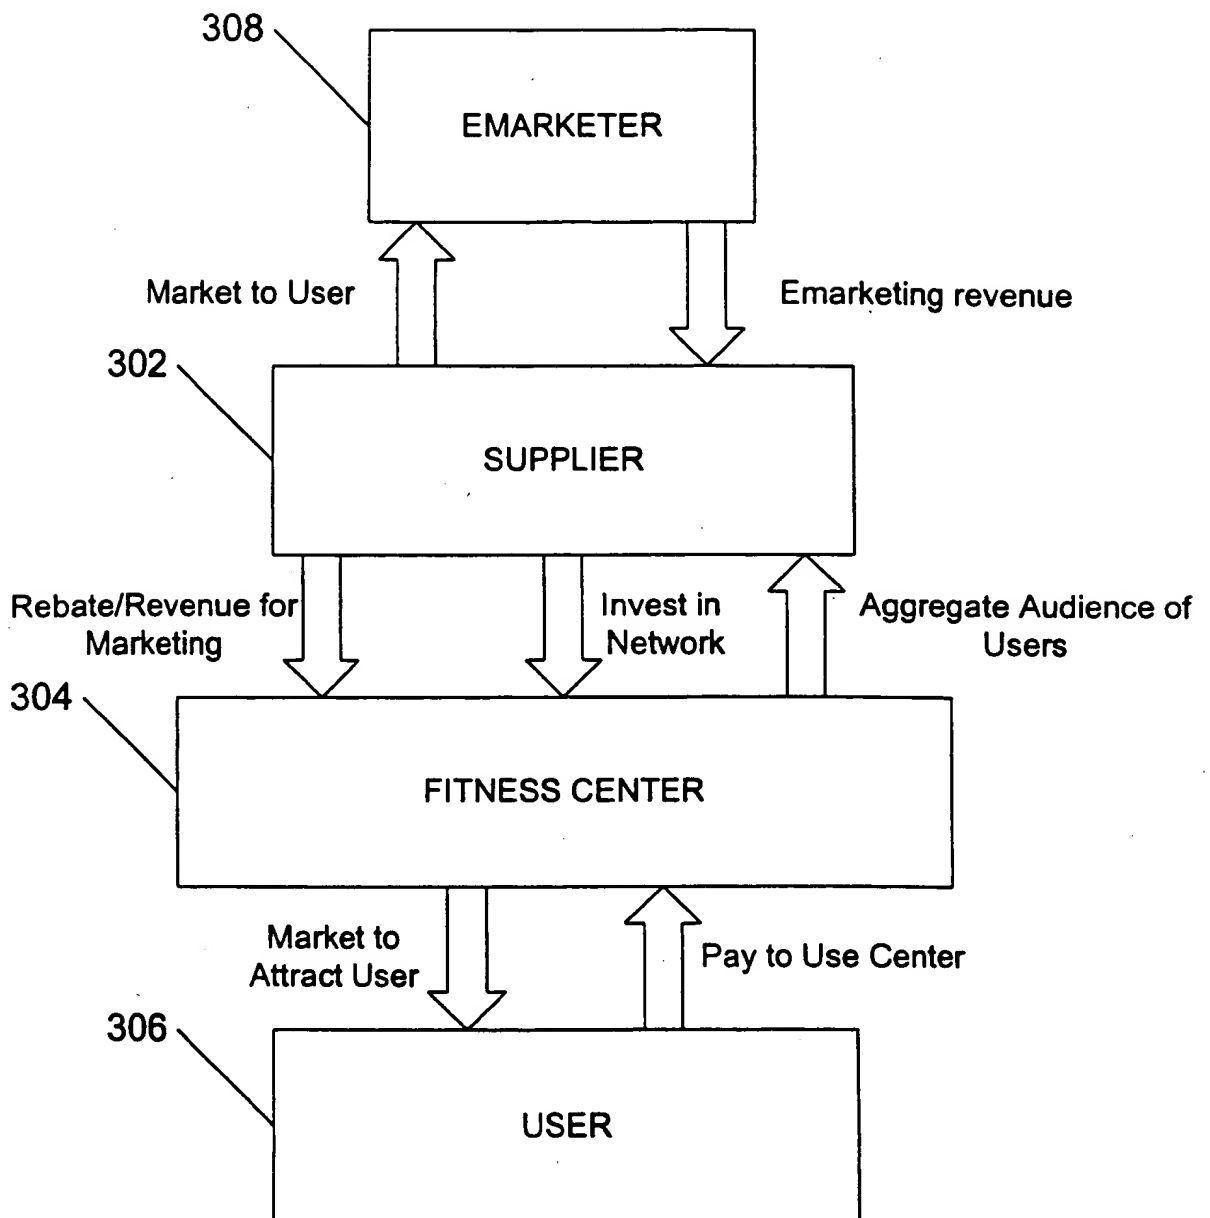 308
EMARKETER
Market to User
Emarketing revenue
302
SUPPLIER
Rebate/Revenue for
Marketing
Invest in
Network
Aggregate Audience of
Users
304
FITNESS CENTER
Market to
Attract User
Pay to Use Center
306
USER